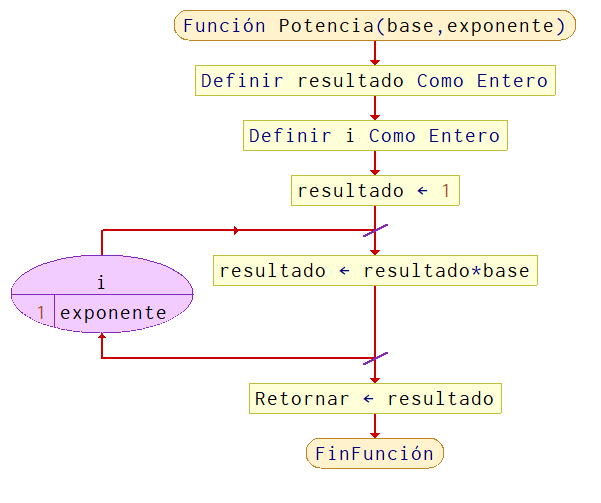 Función Potencia(base,exponente)
Definir resultado Como Entero
Definir i Como Entero
resultado ← 1
resultado ← resultado*base
i
1 exponente
Retornar ← resultado
FinFunción